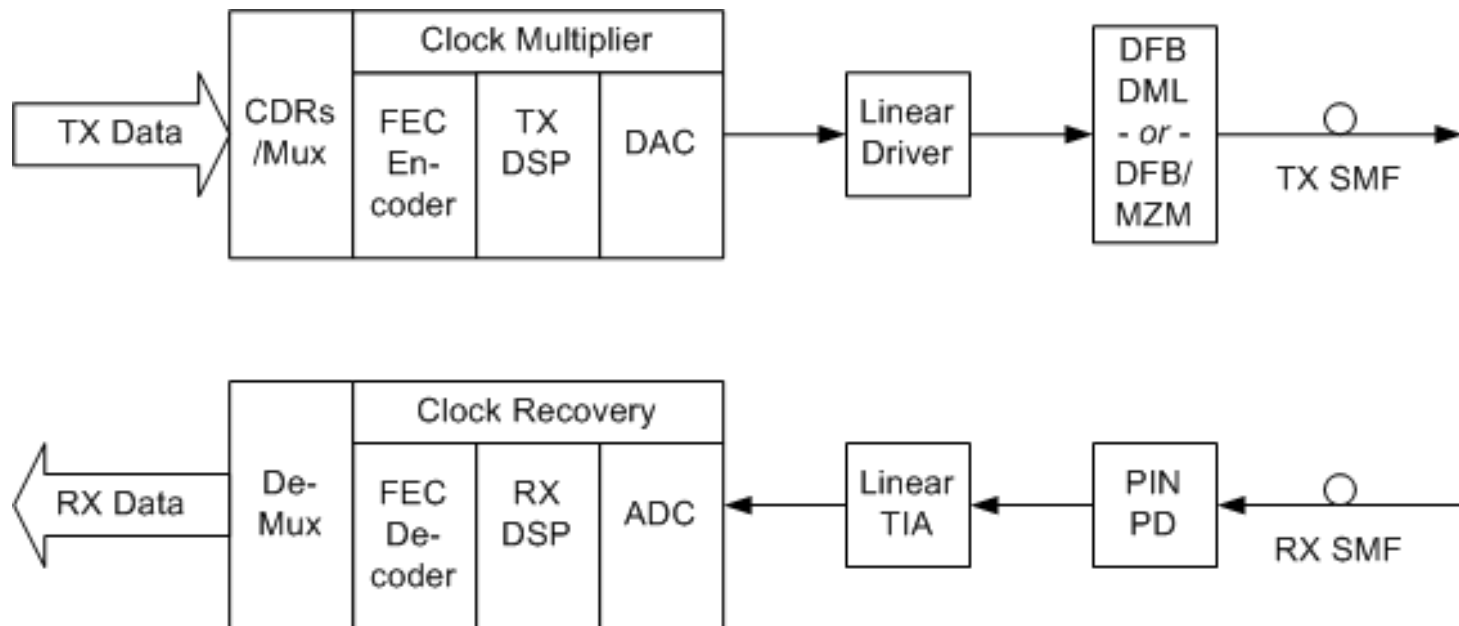 Clock Multiplier
TX Data
CDRs
/Mux
FEC
En-
coder
TX
DSP
DAC
Linear
Driver
DFB
DML
- or -
DFB/
MZM
TX SMF
Clock Recovery
RX Data
De-
Mux
FEC
De-
coder
RX
DSP
ADC
Linear
TIA
PIN
PD
RX SMF